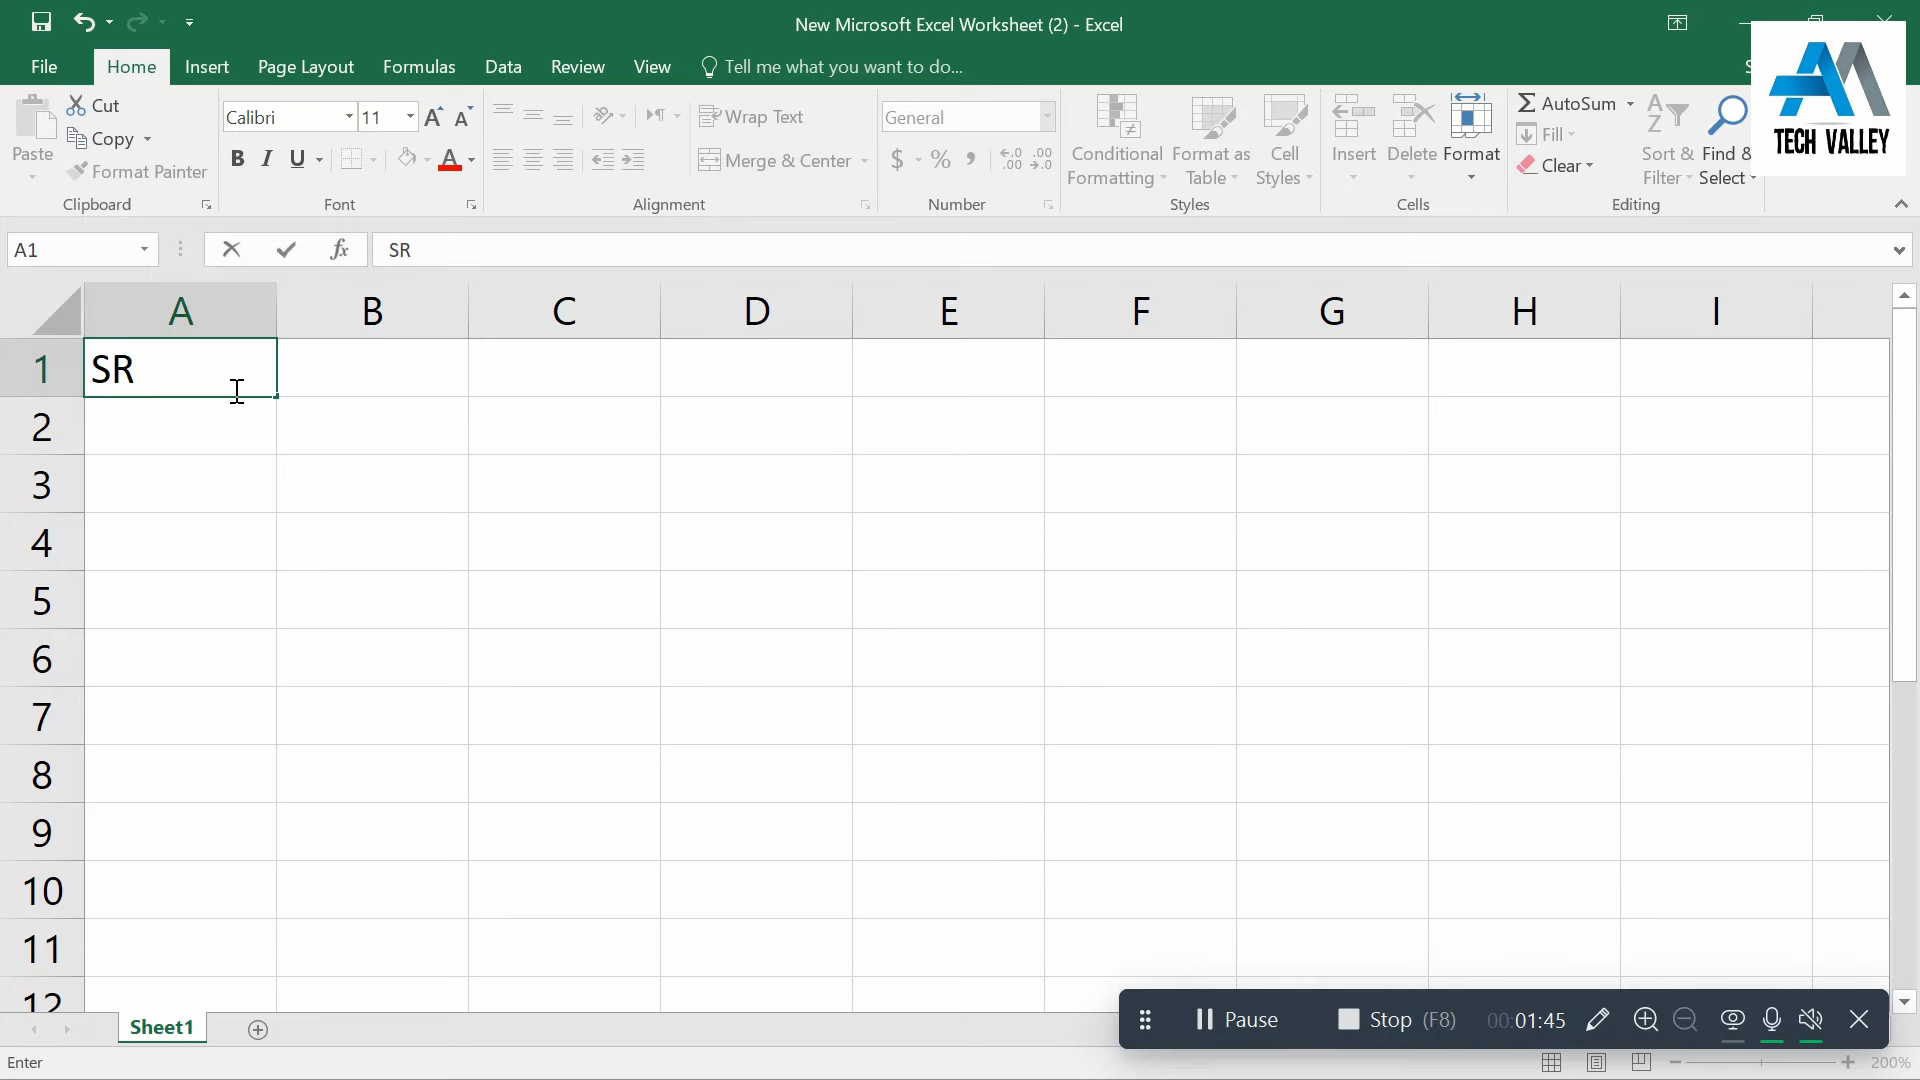 New Microsoft Excel Worksheet (2) - Excel
File Home Insert Page Layout Formulas Data Review View Tell me what you want to do...
AM
TECH VALLEY
Paste
Cut
Copy
Format Painter
Clipboard
Calibri 11
B I U
Font
Wrap Text
Merge & Center
Alignment
General
$ % ,
Number
Conditional Formatting
Format as Table
Cell Styles
Styles
Insert Delete Format
Cells
AutoSum
Fill
Clear
Sort & Filter
Find & Select
Editing
A1 fx SR
A B C D E F G H I
1 SR
2
3
4
5
6
7
8
9
10
11
12
Sheet1
Pause Stop (F8) 00:01:45
Enter 200%